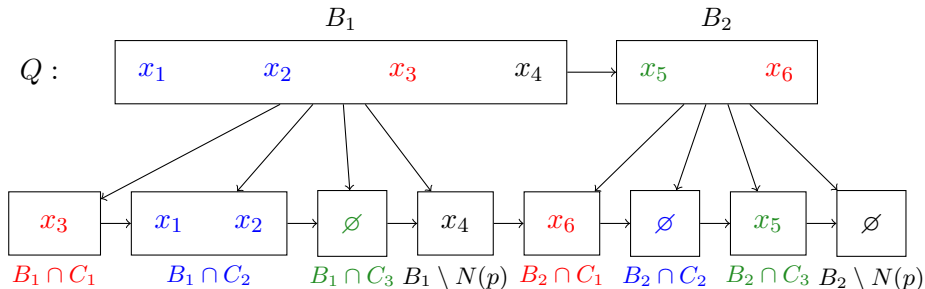 B₁ B₂
Q : x₁ x₂ x₃ x₄ x₅ x₆
x₃ x₁ x₂ ∅ x₄ x₆ ∅ x₅ ∅
B₁ ∩ C₁ B₁ ∩ C₂ B₁ ∩ C₃ B₁ \ N(p) B₂ ∩ C₁ B₂ ∩ C₂ B₂ ∩ C₃ B₂ \ N(p)